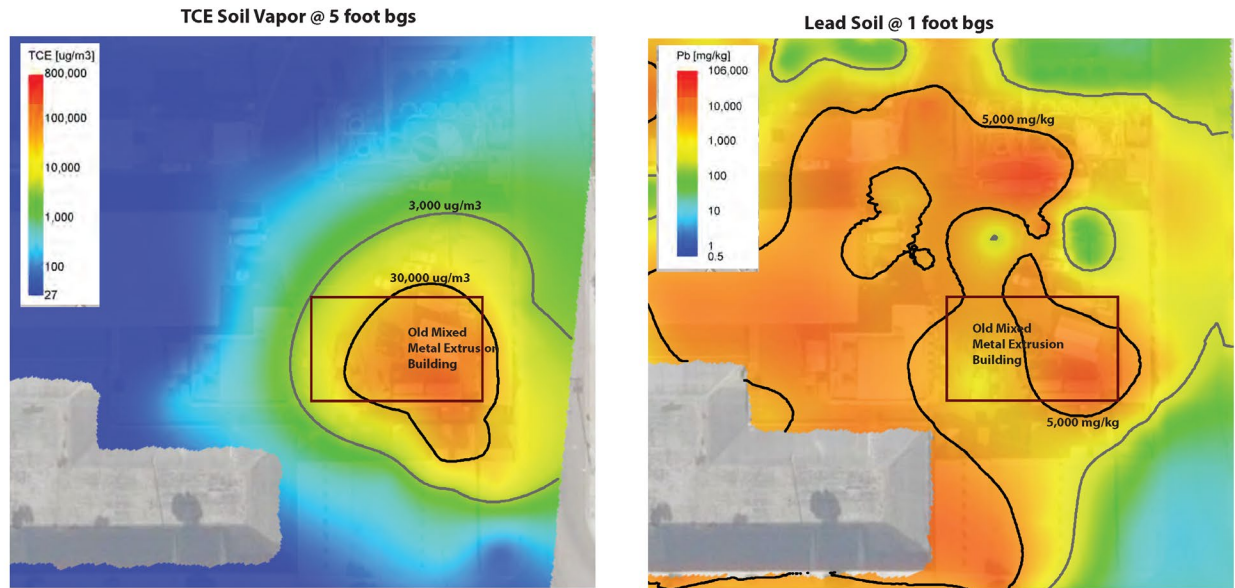 TCE Soil Vapor @ 5 foot bgs
TCE [ug/m3]
800,000
100,000
10,000
1,000
100
27
3,000 ug/m3
30,000 ug/m3
Old Mixed
Metal Extrusion
Building
Lead Soil @ 1 foot bgs
Pb [mg/kg]
106,000
10,000
1,000
100
10
1
0.5
5,000 mg/kg
Old Mixed
Metal Extrusion
Building
5,000 mg/kg